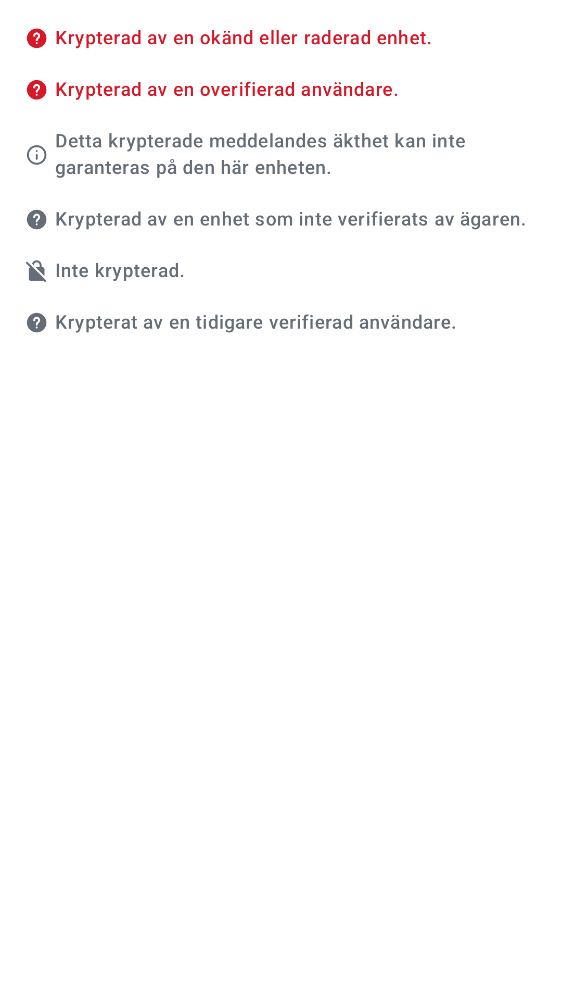 Krypterad av en okänd eller raderad enhet.
Krypterad av en overifierad användare.
Detta krypterade meddelandes äkthet kan inte
garanteras på den här enheten.
Krypterad av en enhet som inte verifierats av ägaren.
Inte krypterad.
Krypterat av en tidigare verifierad användare.